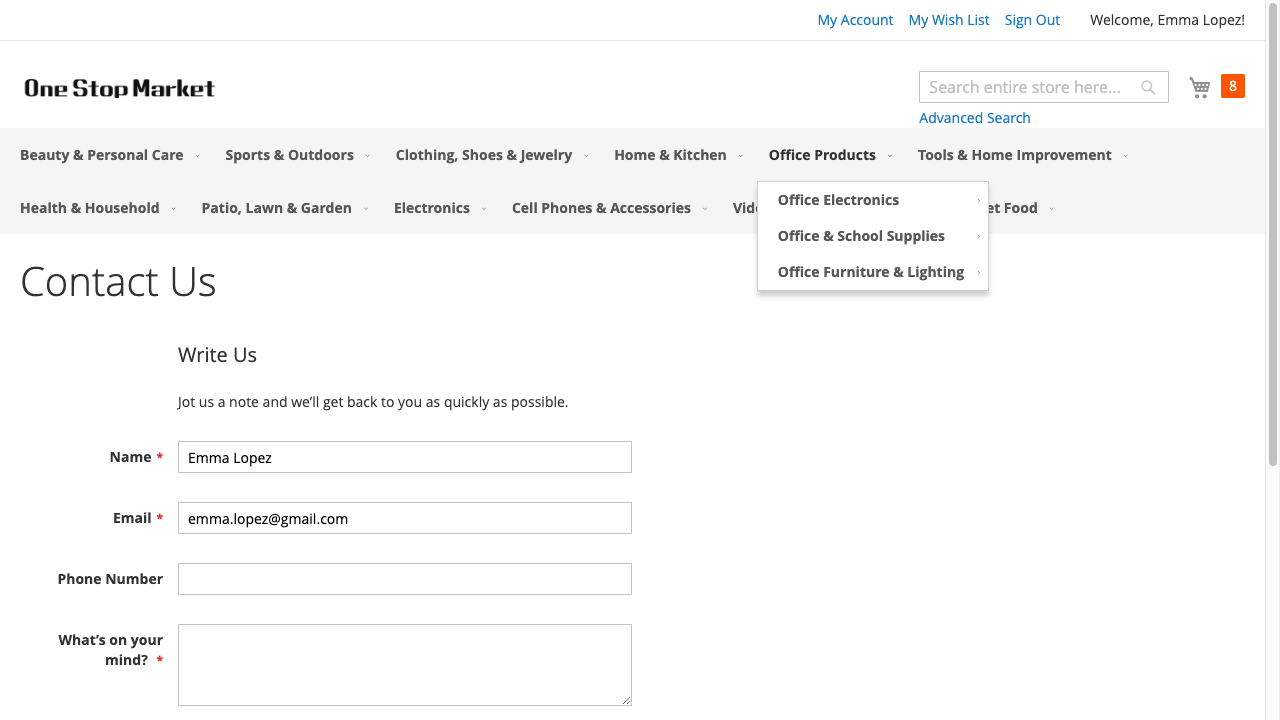 My Account My Wish List Sign Out Welcome, Emma Lopez!
One Stop Market
Search entire store here...
8
Advanced Search
Beauty & Personal Care Sports & Outdoors Clothing, Shoes & Jewelry Home & Kitchen Office Products Tools & Home Improvement
Health & Household Patio, Lawn & Garden Electronics Cell Phones & Accessories
Food
Office Electronics
Office & School Supplies
Office Furniture & Lighting
Contact Us
Write Us
Jot us a note and we’ll get back to you as quickly as possible.
Name *
Emma Lopez
Email *
emma.lopez@gmail.com
Phone Number
What’s on your
mind? *